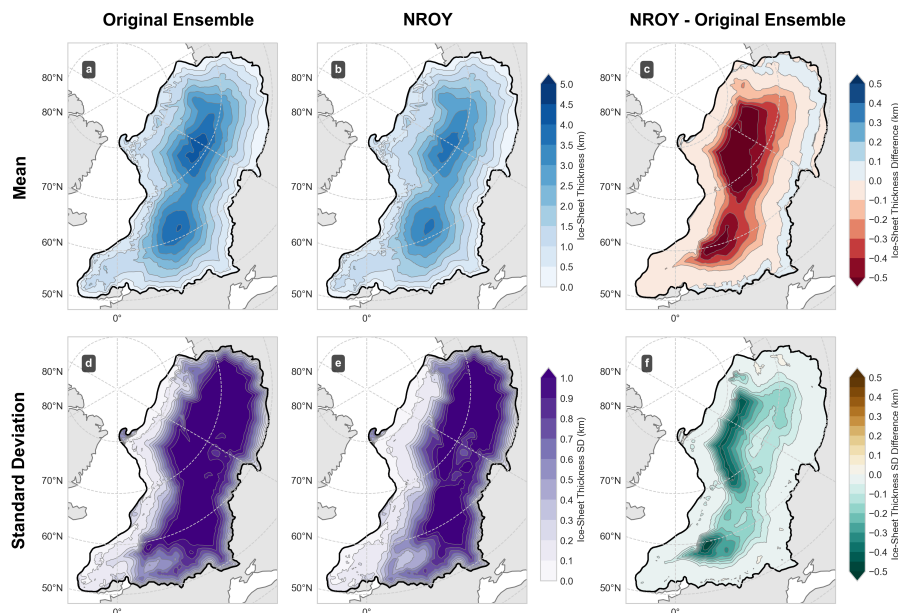 Original Ensemble
NROY
NROY - Original Ensemble
Mean
a
80°N
80°N
70°N
60°N
50°N
0°
b
80°N
80°N
70°N
60°N
50°N
0°
5.0
4.5
4.0
3.5
3.0
2.5
2.0
1.5
1.0
0.5
0.0
Ice-Sheet Thickness (km)
c
80°N
80°N
70°N
60°N
50°N
0°
0.5
0.4
0.3
0.2
0.1
0.0
−0.1
−0.2
−0.3
−0.4
−0.5
Ice-Sheet Thickness Difference (km)
Standard Deviation
d
80°N
70°N
60°N
50°N
0°
e
80°N
70°N
60°N
50°N
0°
1.0
0.9
0.8
0.7
0.6
0.5
0.4
0.3
0.2
0.1
0.0
Ice-Sheet Thickness SD (km)
f
80°N
70°N
60°N
50°N
0°
0.5
0.4
0.3
0.2
0.1
0.0
−0.1
−0.2
−0.3
−0.4
−0.5
Ice-Sheet Thickness SD Difference (km)